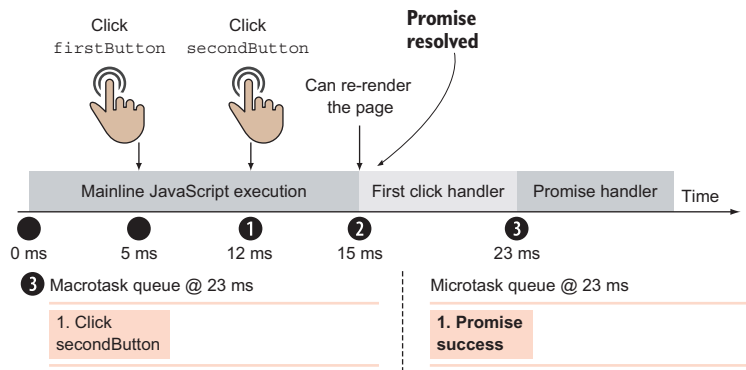 Click
firstButton
Click
secondButton
Promise
resolved
Can re-render
the page
Mainline JavaScript execution
First click handler
Promise handler
Time
1
2
3
0 ms
5 ms
12 ms
15 ms
23 ms
3 Macrotask queue @ 23 ms
1. Click
secondButton
Microtask queue @ 23 ms
1. Promise
success